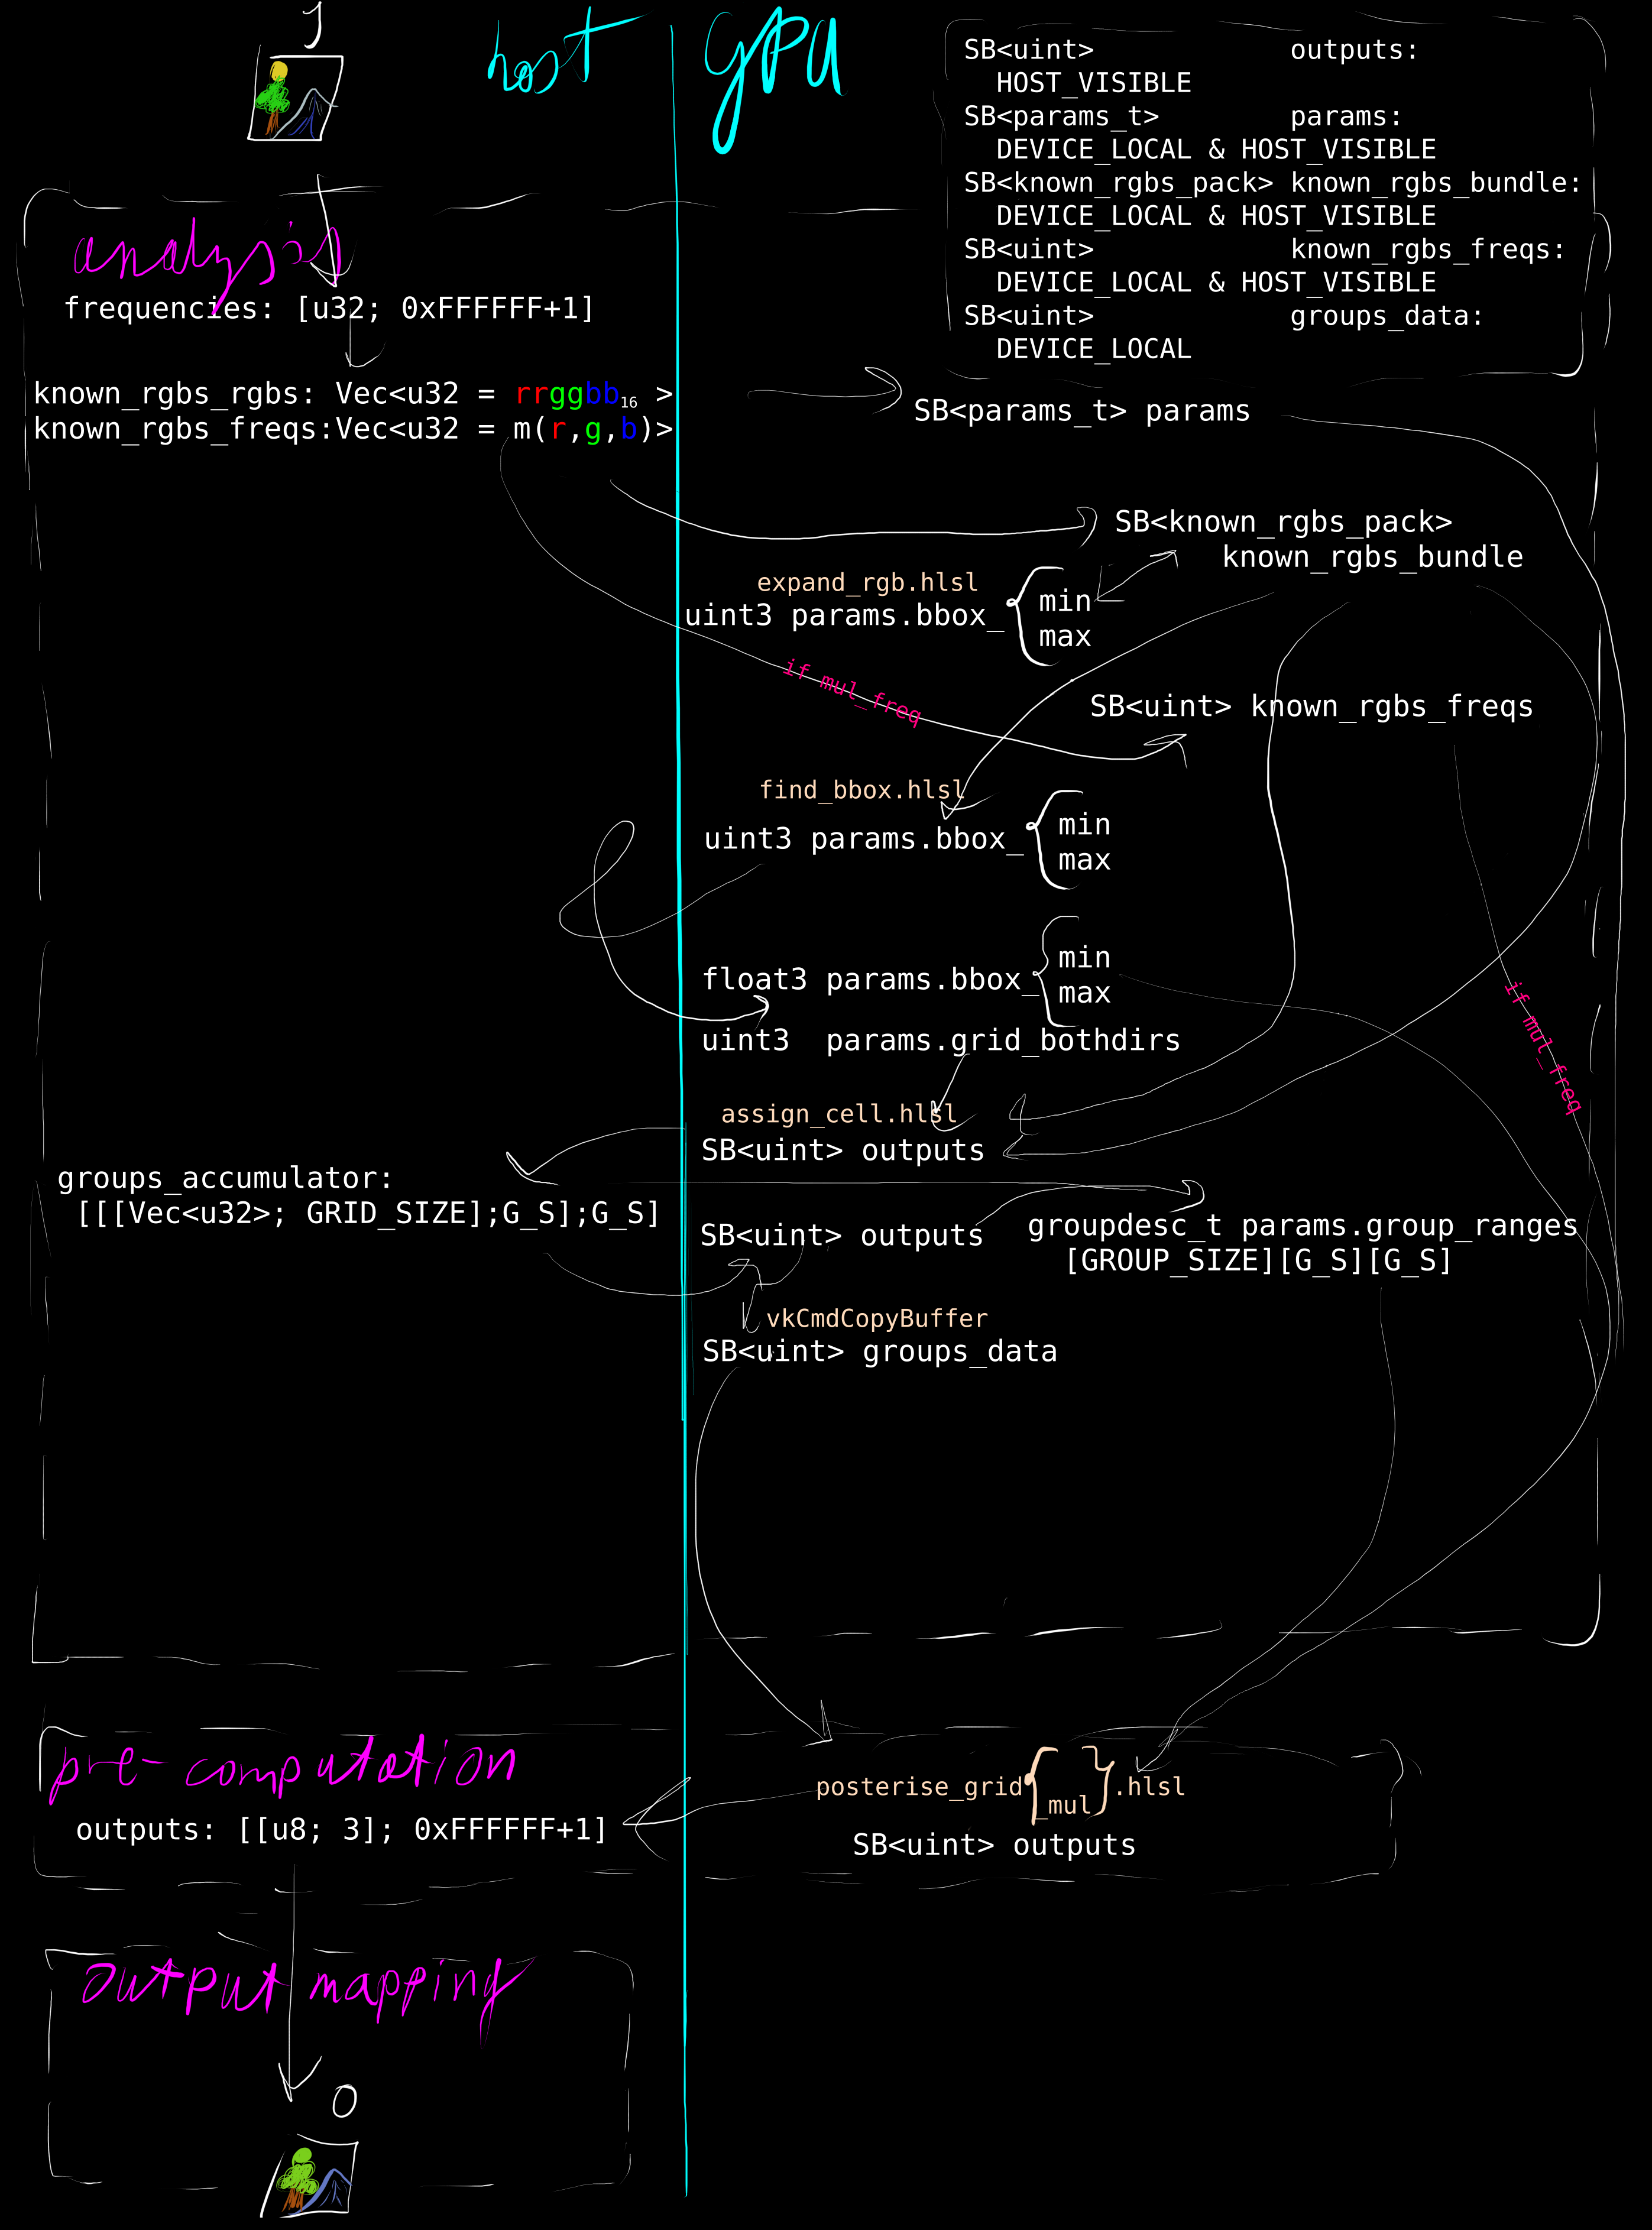 J
host
gpu
SB<uint> outputs:
HOST_VISIBLE
SB<params_t> params:
DEVICE_LOCAL & HOST_VISIBLE
SB<known_rgbs_pack> known_rgbs_bundle:
DEVICE_LOCAL & HOST_VISIBLE
SB<uint> known_rgbs_freqs:
DEVICE_LOCAL & HOST_VISIBLE
SB<uint> groups_data:
DEVICE_LOCAL
analysis
frequencies: [u32; 0xFFFFFF+1]
known_rgbs_rgbs: Vec<u32 = rrggbb16 >
known_rgbs_freqs:Vec<u32 = m(r,g,b)>
SB<params_t> params
SB<known_rgbs_pack>
known_rgbs_bundle
expand_rgb.hlsl
uint3 params.bbox_ { min
max
if mul_freq
SB<uint> known_rgbs_freqs
find_bbox.hlsl
uint3 params.bbox_ { min
max
float3 params.bbox_ { min
max
uint3 params.grid_bothdirs
if mul_freq
assign_cell.hlsl
SB<uint> outputs
groups_accumulator:
[[[Vec<u32>; GRID_SIZE];G_S];G_S]
SB<uint> outputs
groupdesc_t params.group_ranges
[GROUP_SIZE][G_S][G_S]
vkCmdCopyBuffer
SB<uint> groups_data
pre-computation
posterise_grid{_mul}.hlsl
outputs: [[u8; 3]; 0xFFFFFF+1]
SB<uint> outputs
output mapping
O